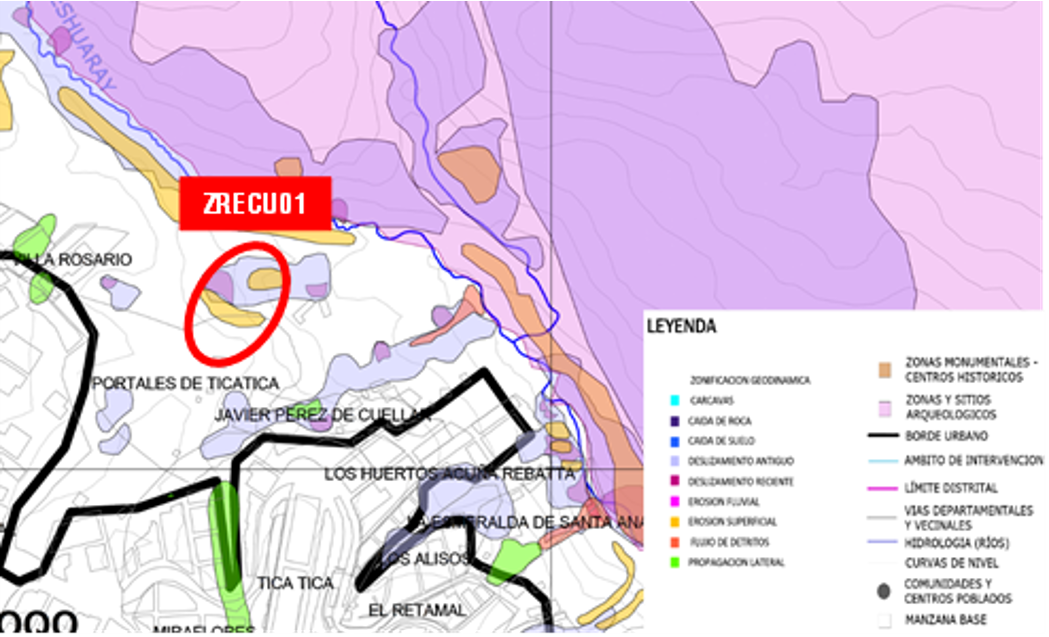 SHUARAY
ZRECU01
VILLA ROSARIO
PORTALES DE TICATICA
JAVIER PEREZ DE CUELLAR
LOS HUERTOS ACUÑA REBATTA
ESMERALDA DE SANTA ANA
LOS ALISOS
TICA TICA
EL RETAMAL
MIRAFLORES
000
LEYENDA
ZONIFICACION GEODINAMICA
CARCAVAS
CAIDA DE ROCA
CAIDA DE SUELO
DESLIZAMIENTO ANTIGUO
DESLIZAMIENTO RECIENTE
EROSION FLUVIAL
EROSION SUPERFICIAL
FLUJO DE DETRITOS
PROPAGACION LATERAL
ZONAS MONUMENTALES -
CENTROS HISTORICOS
ZONAS Y SITIOS
ARQUEOLOGICOS
BORDE URBANO
AMBITO DE INTERVENCION
LÍMITE DISTRITAL
VIAS DEPARTAMENTALES
Y VECINALES
HIDROLOGIA (RÍOS)
CURVAS DE NIVEL
COMUNIDADES Y
CENTROS POBLADOS
MANZANA BASE